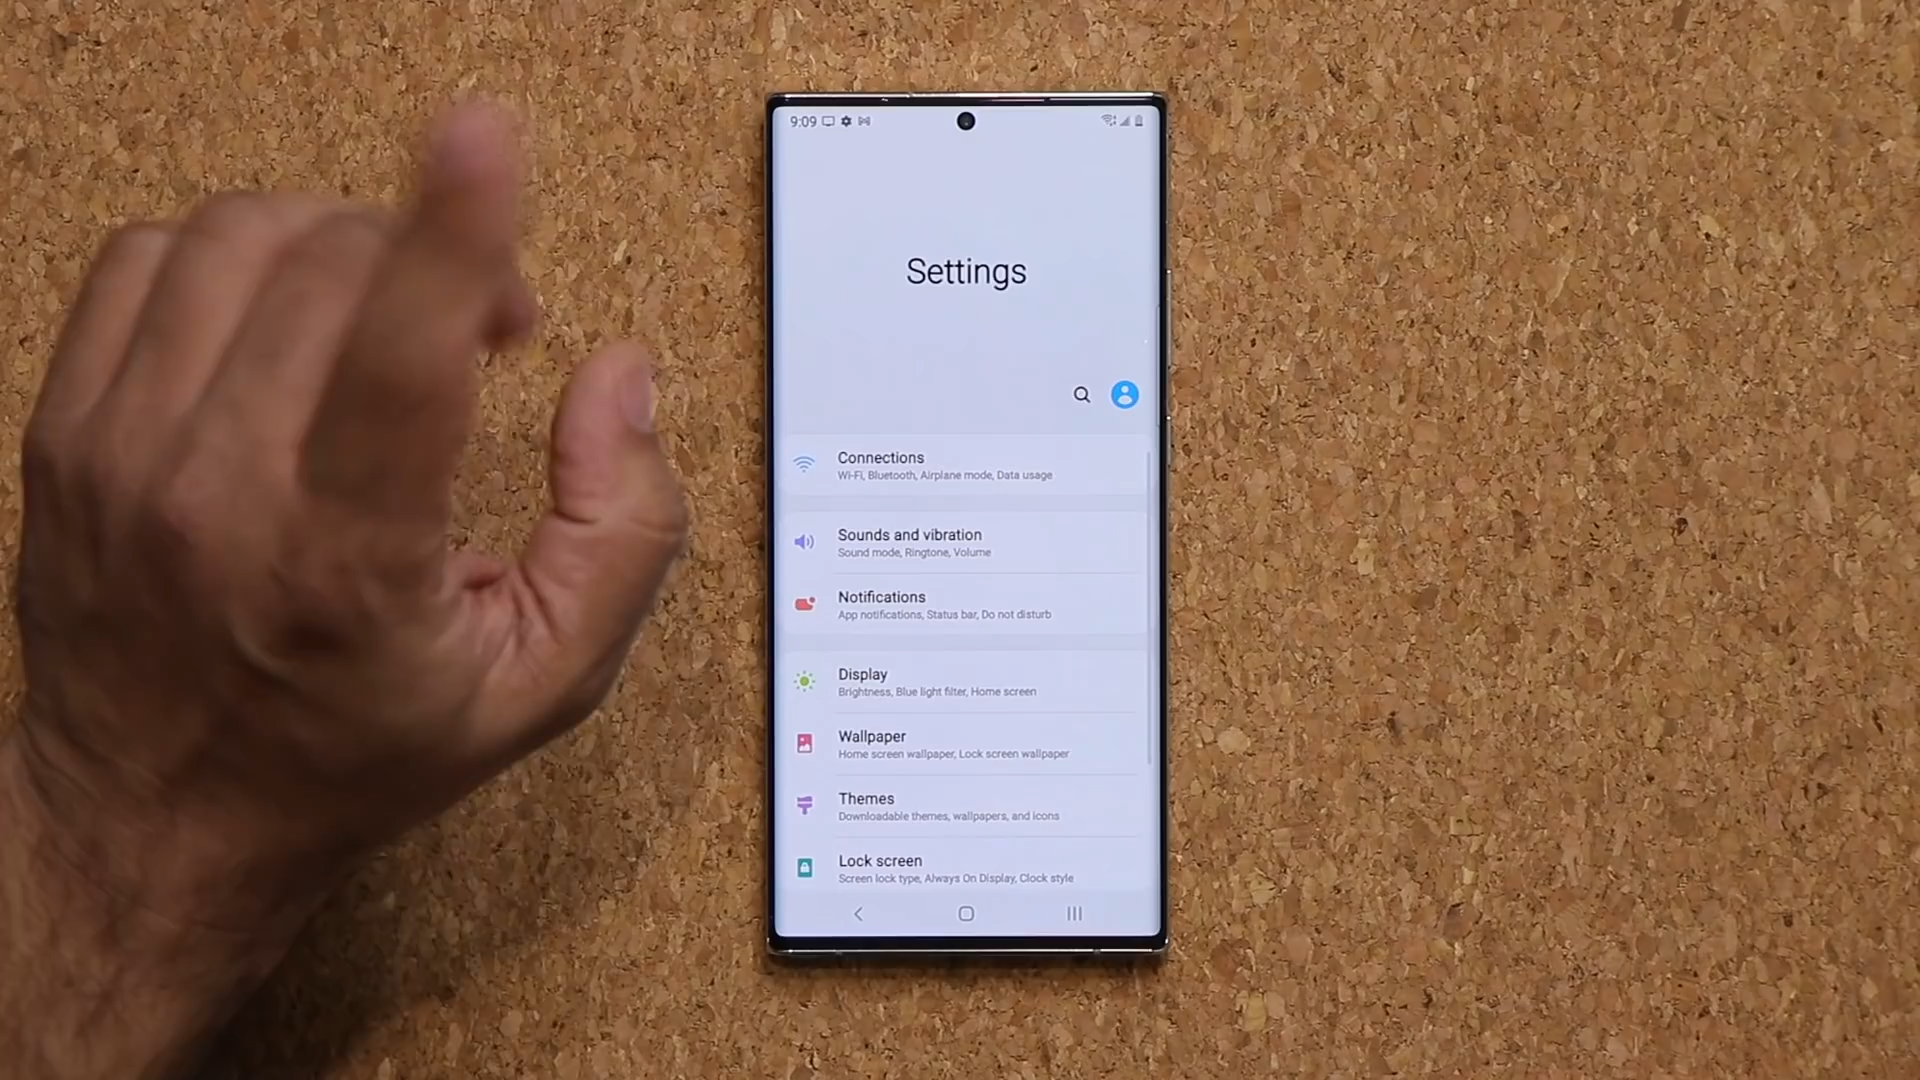 9:09
Settings
Connections
Wi-Fi, Bluetooth, Airplane mode, Data usage
Sounds and vibration
Sound mode, Ringtone, Volume
Notifications
App notifications, Status bar, Do not disturb
Display
Brightness, Blue light filter, Home screen
Wallpaper
Home screen wallpaper, Lock screen wallpaper
Themes
Downloadable themes, wallpapers, and icons
Lock screen
Screen lock type, Always On Display, Clock style